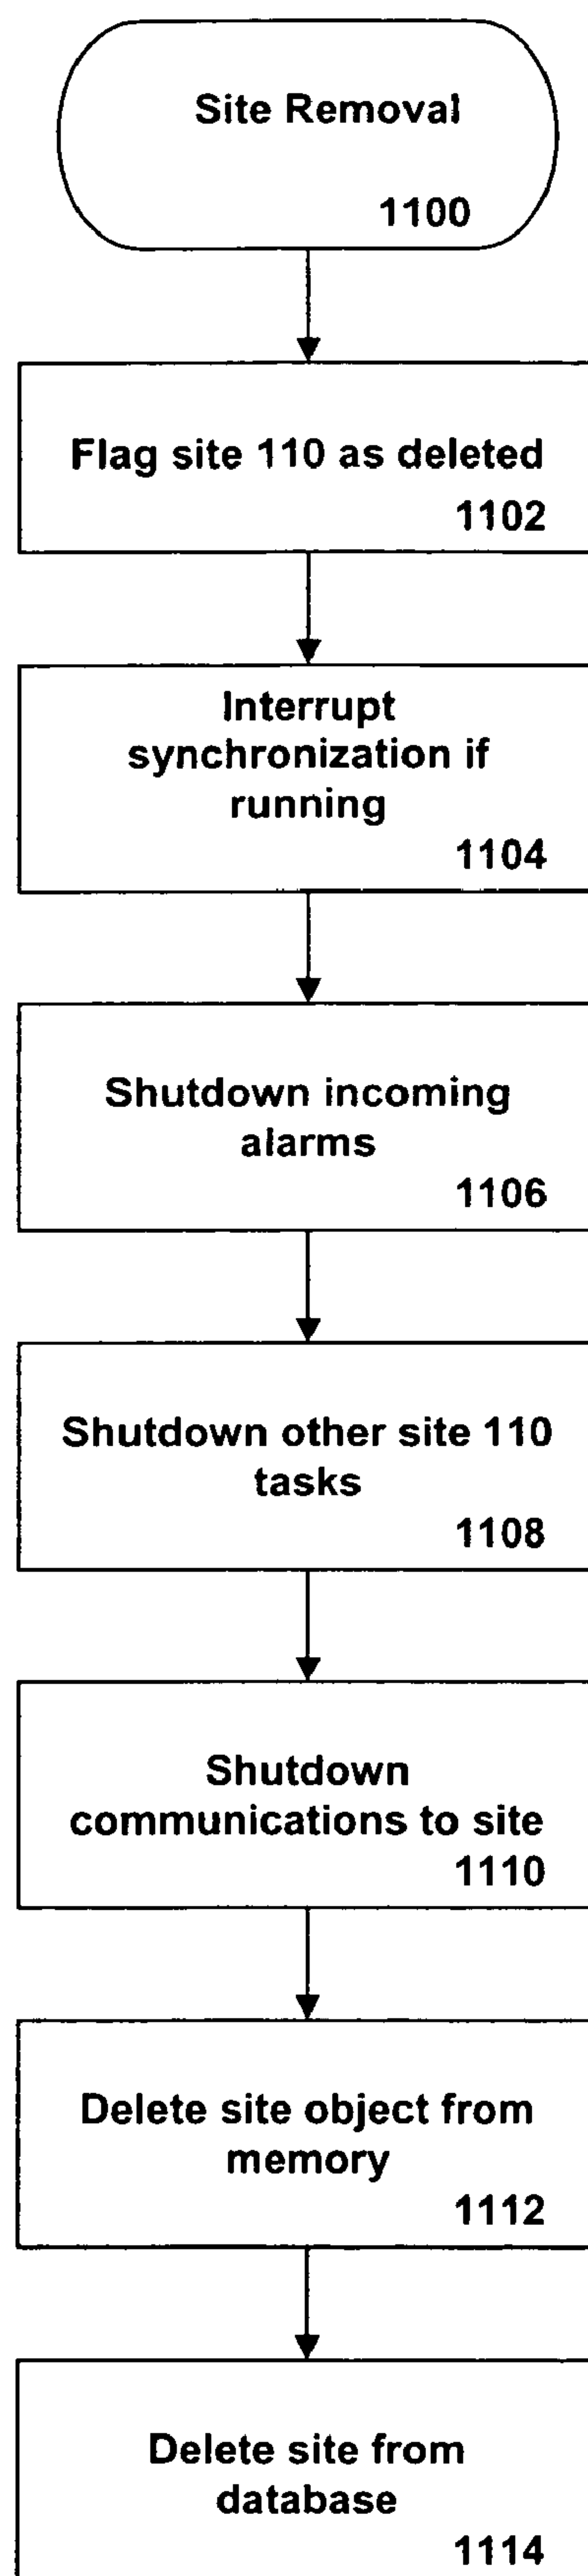 Site Removal
1100
Flag site 110 as deleted
1102
Interrupt
synchronization if
running
1104
Shutdown incoming
alarms
1106
Shutdown other site 110
tasks
1108
Shutdown
communications to site
1110
Delete site object from
memory
1112
Delete site from
database
1114